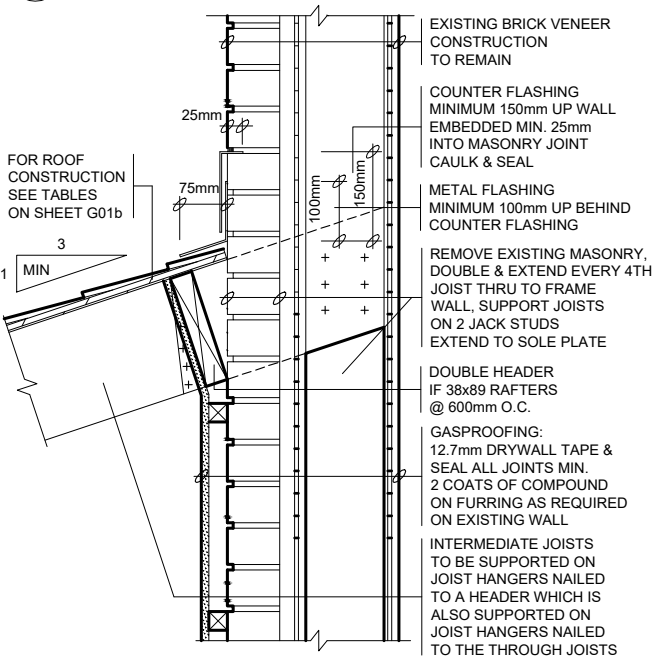 EXISTING BRICK VENEER
CONSTRUCTION
TO REMAIN
COUNTER FLASHING
MINIMUM 150mm UP WALL
EMBEDDED MIN. 25mm
INTO MASONRY JOINT
CAULK & SEAL
25mm
FOR ROOF
CONSTRUCTION
SEE TABLES
ON SHEET G01b
75mm
100mm
150mm
METAL FLASHING
MINIMUM 100mm UP BEHIND
COUNTER FLASHING
3
1
MIN
REMOVE EXISTING MASONRY,
DOUBLE & EXTEND EVERY 4TH
JOIST THRU TO FRAME
WALL, SUPPORT JOISTS
ON 2 JACK STUDS
EXTEND TO SOLE PLATE
DOUBLE HEADER
IF 38x89 RAFTERS
@ 600mm O.C.
GASPROOFING:
12.7mm DRYWALL TAPE &
SEAL ALL JOINTS MIN.
2 COATS OF COMPOUND
ON FURRING AS REQUIRED
ON EXISTING WALL
INTERMEDIATE JOISTS
TO BE SUPPORTED ON
JOIST HANGERS NAILED
TO A HEADER WHICH IS
ALSO SUPPORTED ON
JOIST HANGERS NAILED
TO THE THROUGH JOISTS